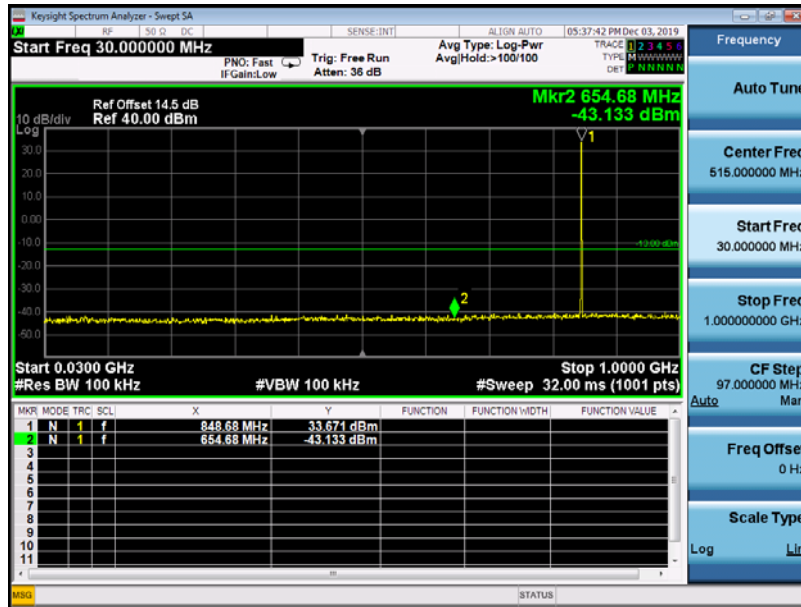 Keysight Spectrum Analyzer - Swept SA
RF 50 Ω DC SENSE:INT ALIGN AUTO 05:37:42 PM Dec 03, 2019
Start Freq 30.000000 MHz
PNO: Fast
IFGain:Low
Trig: Free Run
Atten: 36 dB
Avg Type: Log-Pwr
Avg|Hold:>100/100
TRACE 1 2 3 4 5 6
TYPE M W W W W W
DET P N N N N N
Ref Offset 14.5 dB
Ref 40.00 dBm
10 dB/div
Log
Mkr2 654.68 MHz
-43.133 dBm
1
30.0
20.0
10.0
0.00
-10.0
-13.00 dBm
-20.0
-30.0
2
-40.0
-50.0
Start 0.0300 GHz Stop 1.0000 GHz
#Res BW 100 kHz #VBW 100 kHz #Sweep 32.00 ms (1001 pts)
MKR MODE TRC SCL X Y FUNCTION FUNCTION WIDTH FUNCTION VALUE
1 N 1 f 848.68 MHz 33.671 dBm
2 N 1 f 654.68 MHz -43.133 dBm
3
4
5
6
7
8
9
10
11
MSG STATUS
Frequency
Auto Tune
Center Freq
515.000000 MHz
Start Freq
30.000000 MHz
Stop Freq
1.000000000 GHz
CF Step
97.000000 MHz
Auto Man
Freq Offset
0 Hz
Scale Type
Log Lin